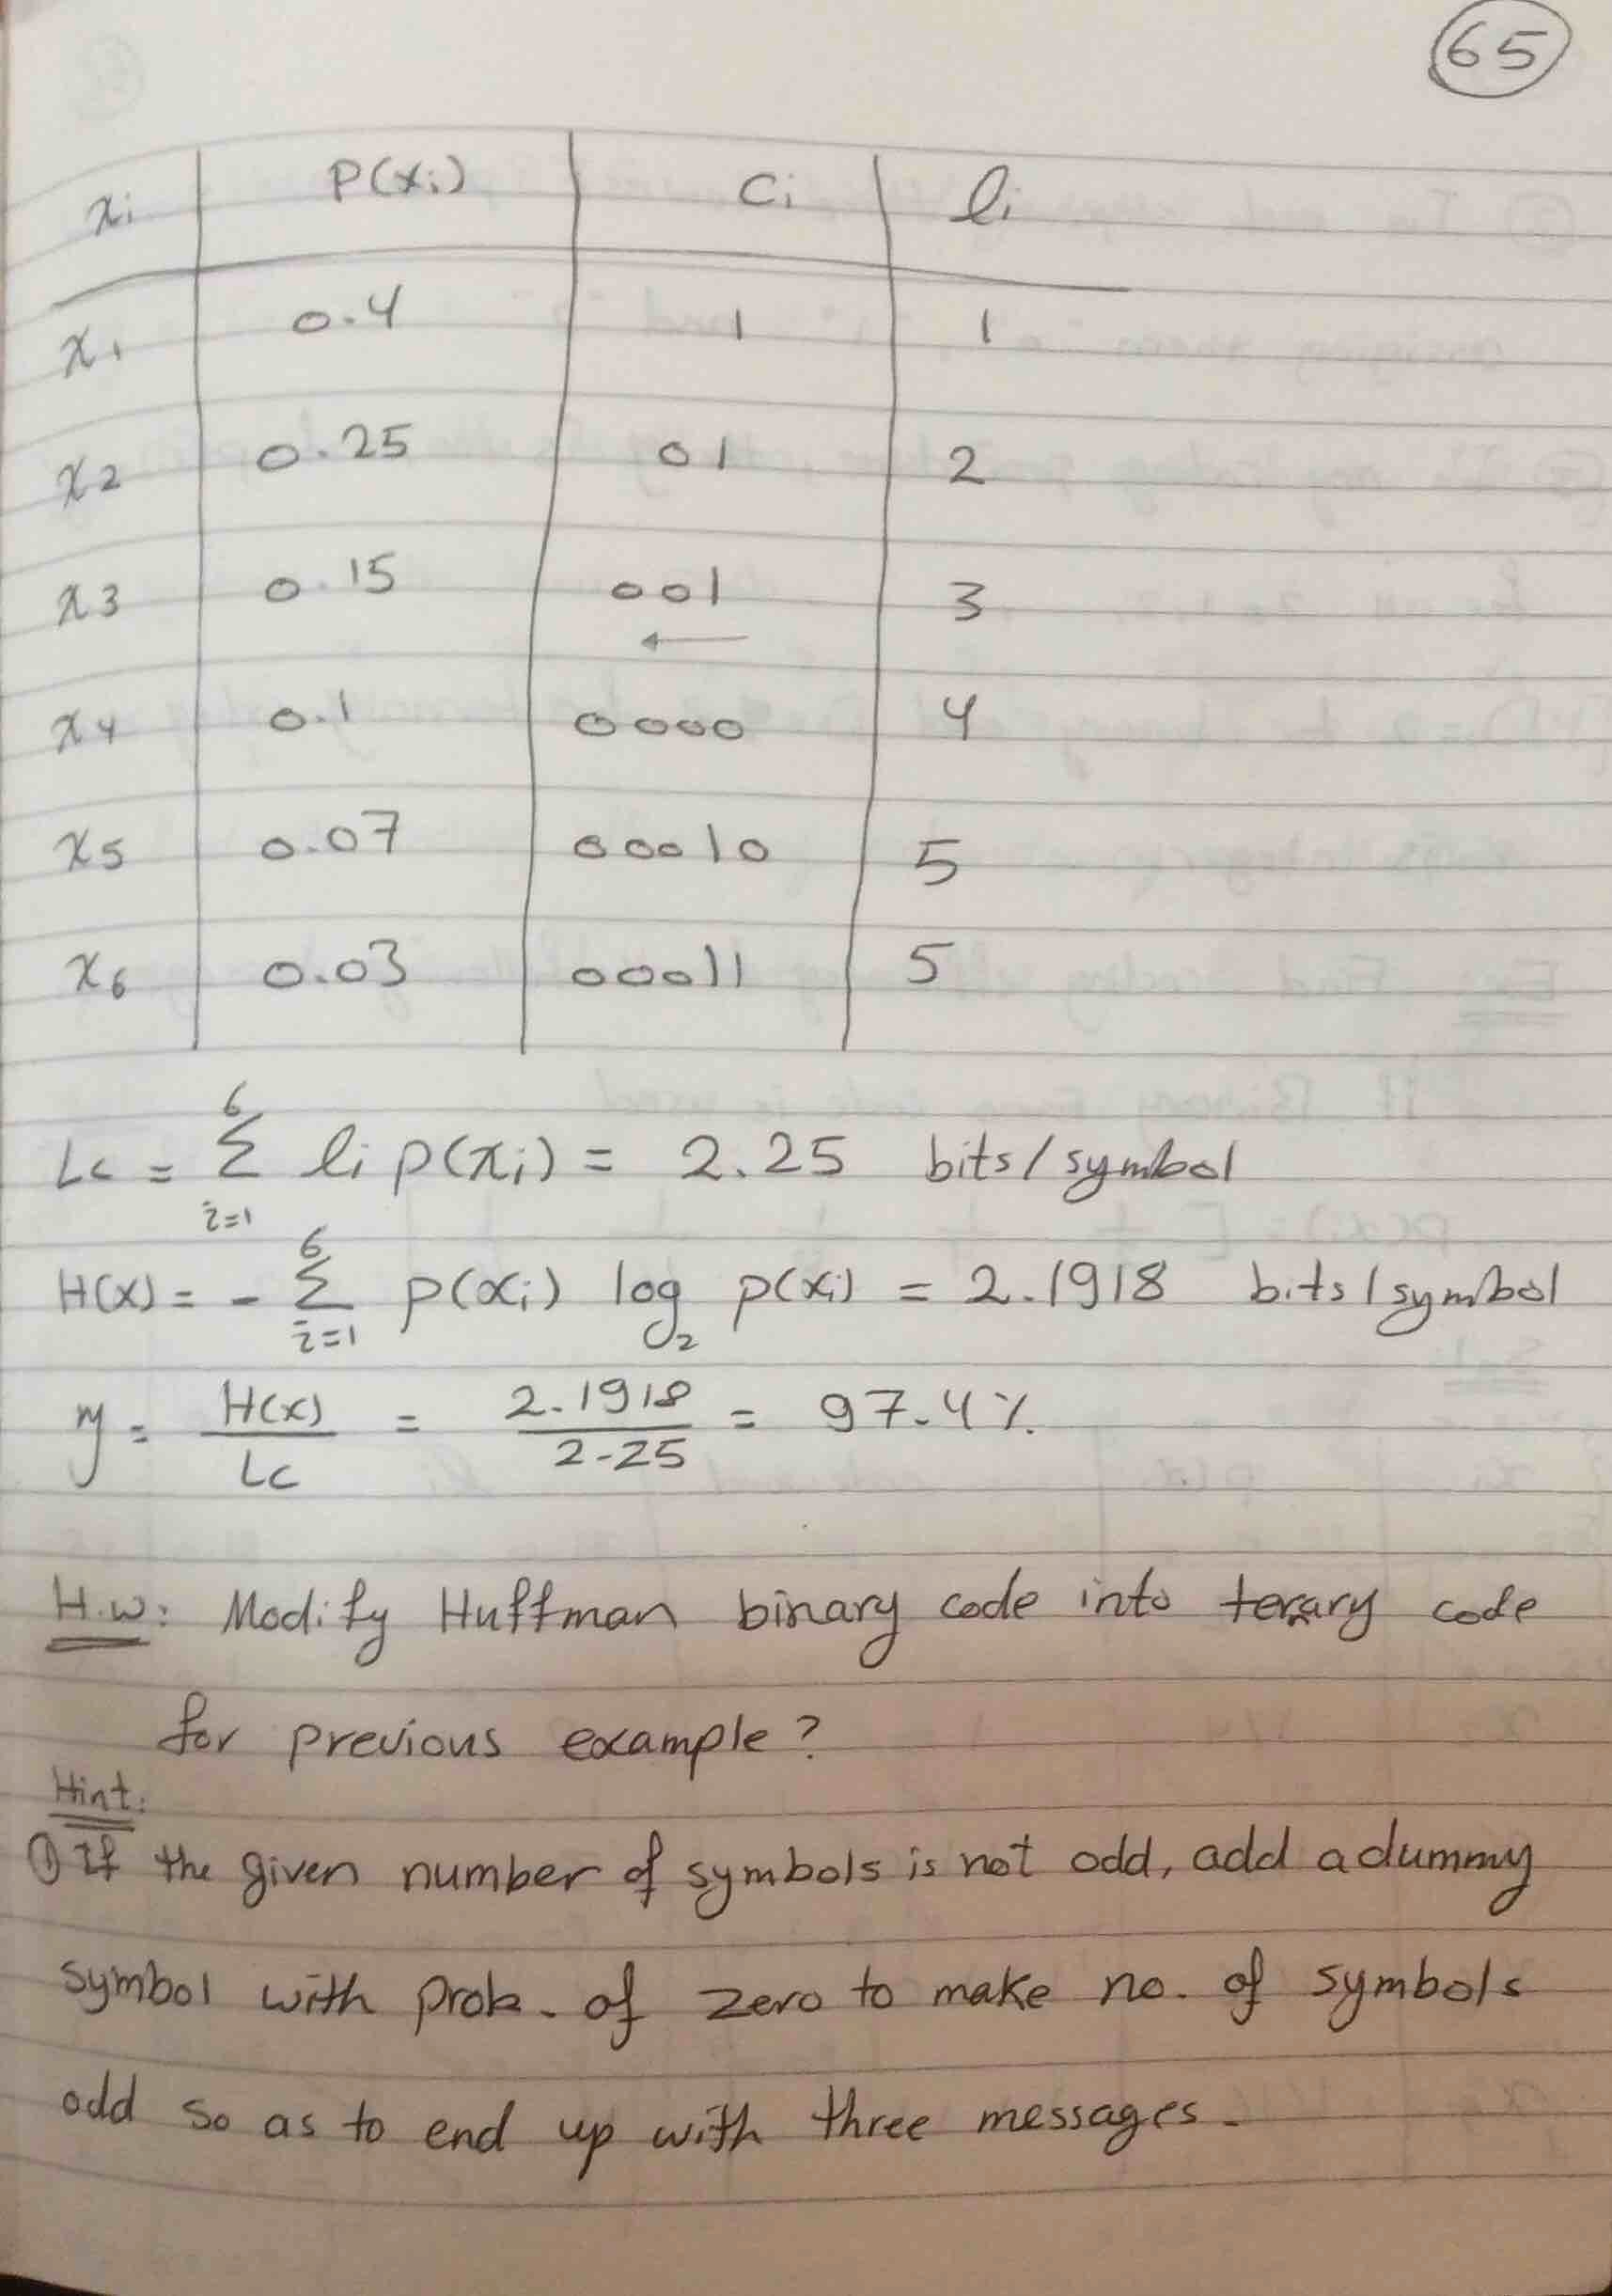 65
xi | P(xi) | Ci | li
x1 | 0.4 | 1 | 1
x2 | 0.25 | 01 | 2
x3 | 0.15 | 001 | 3
←
x4 | 0.1 | 0000 | 4
x5 | 0.07 | 00010 | 5
x6 | 0.03 | 00011 | 5
Lc = Σ_{i=1}^{6} li p(xi) = 2.25 bits/symbol
H(x) = - Σ_{i=1}^{6} p(xi) log₂ p(xi) = 2.1918 bits/symbol
η = H(x)/Lc = 2.1918/2.25 = 97.4%
H.w: Modify Huffman binary code into terary code
for previous example?
Hint:
① If the given number of symbols is not odd, add a dummy
symbol with prob. of zero to make no. of symbols
odd so as to end up with three messages.